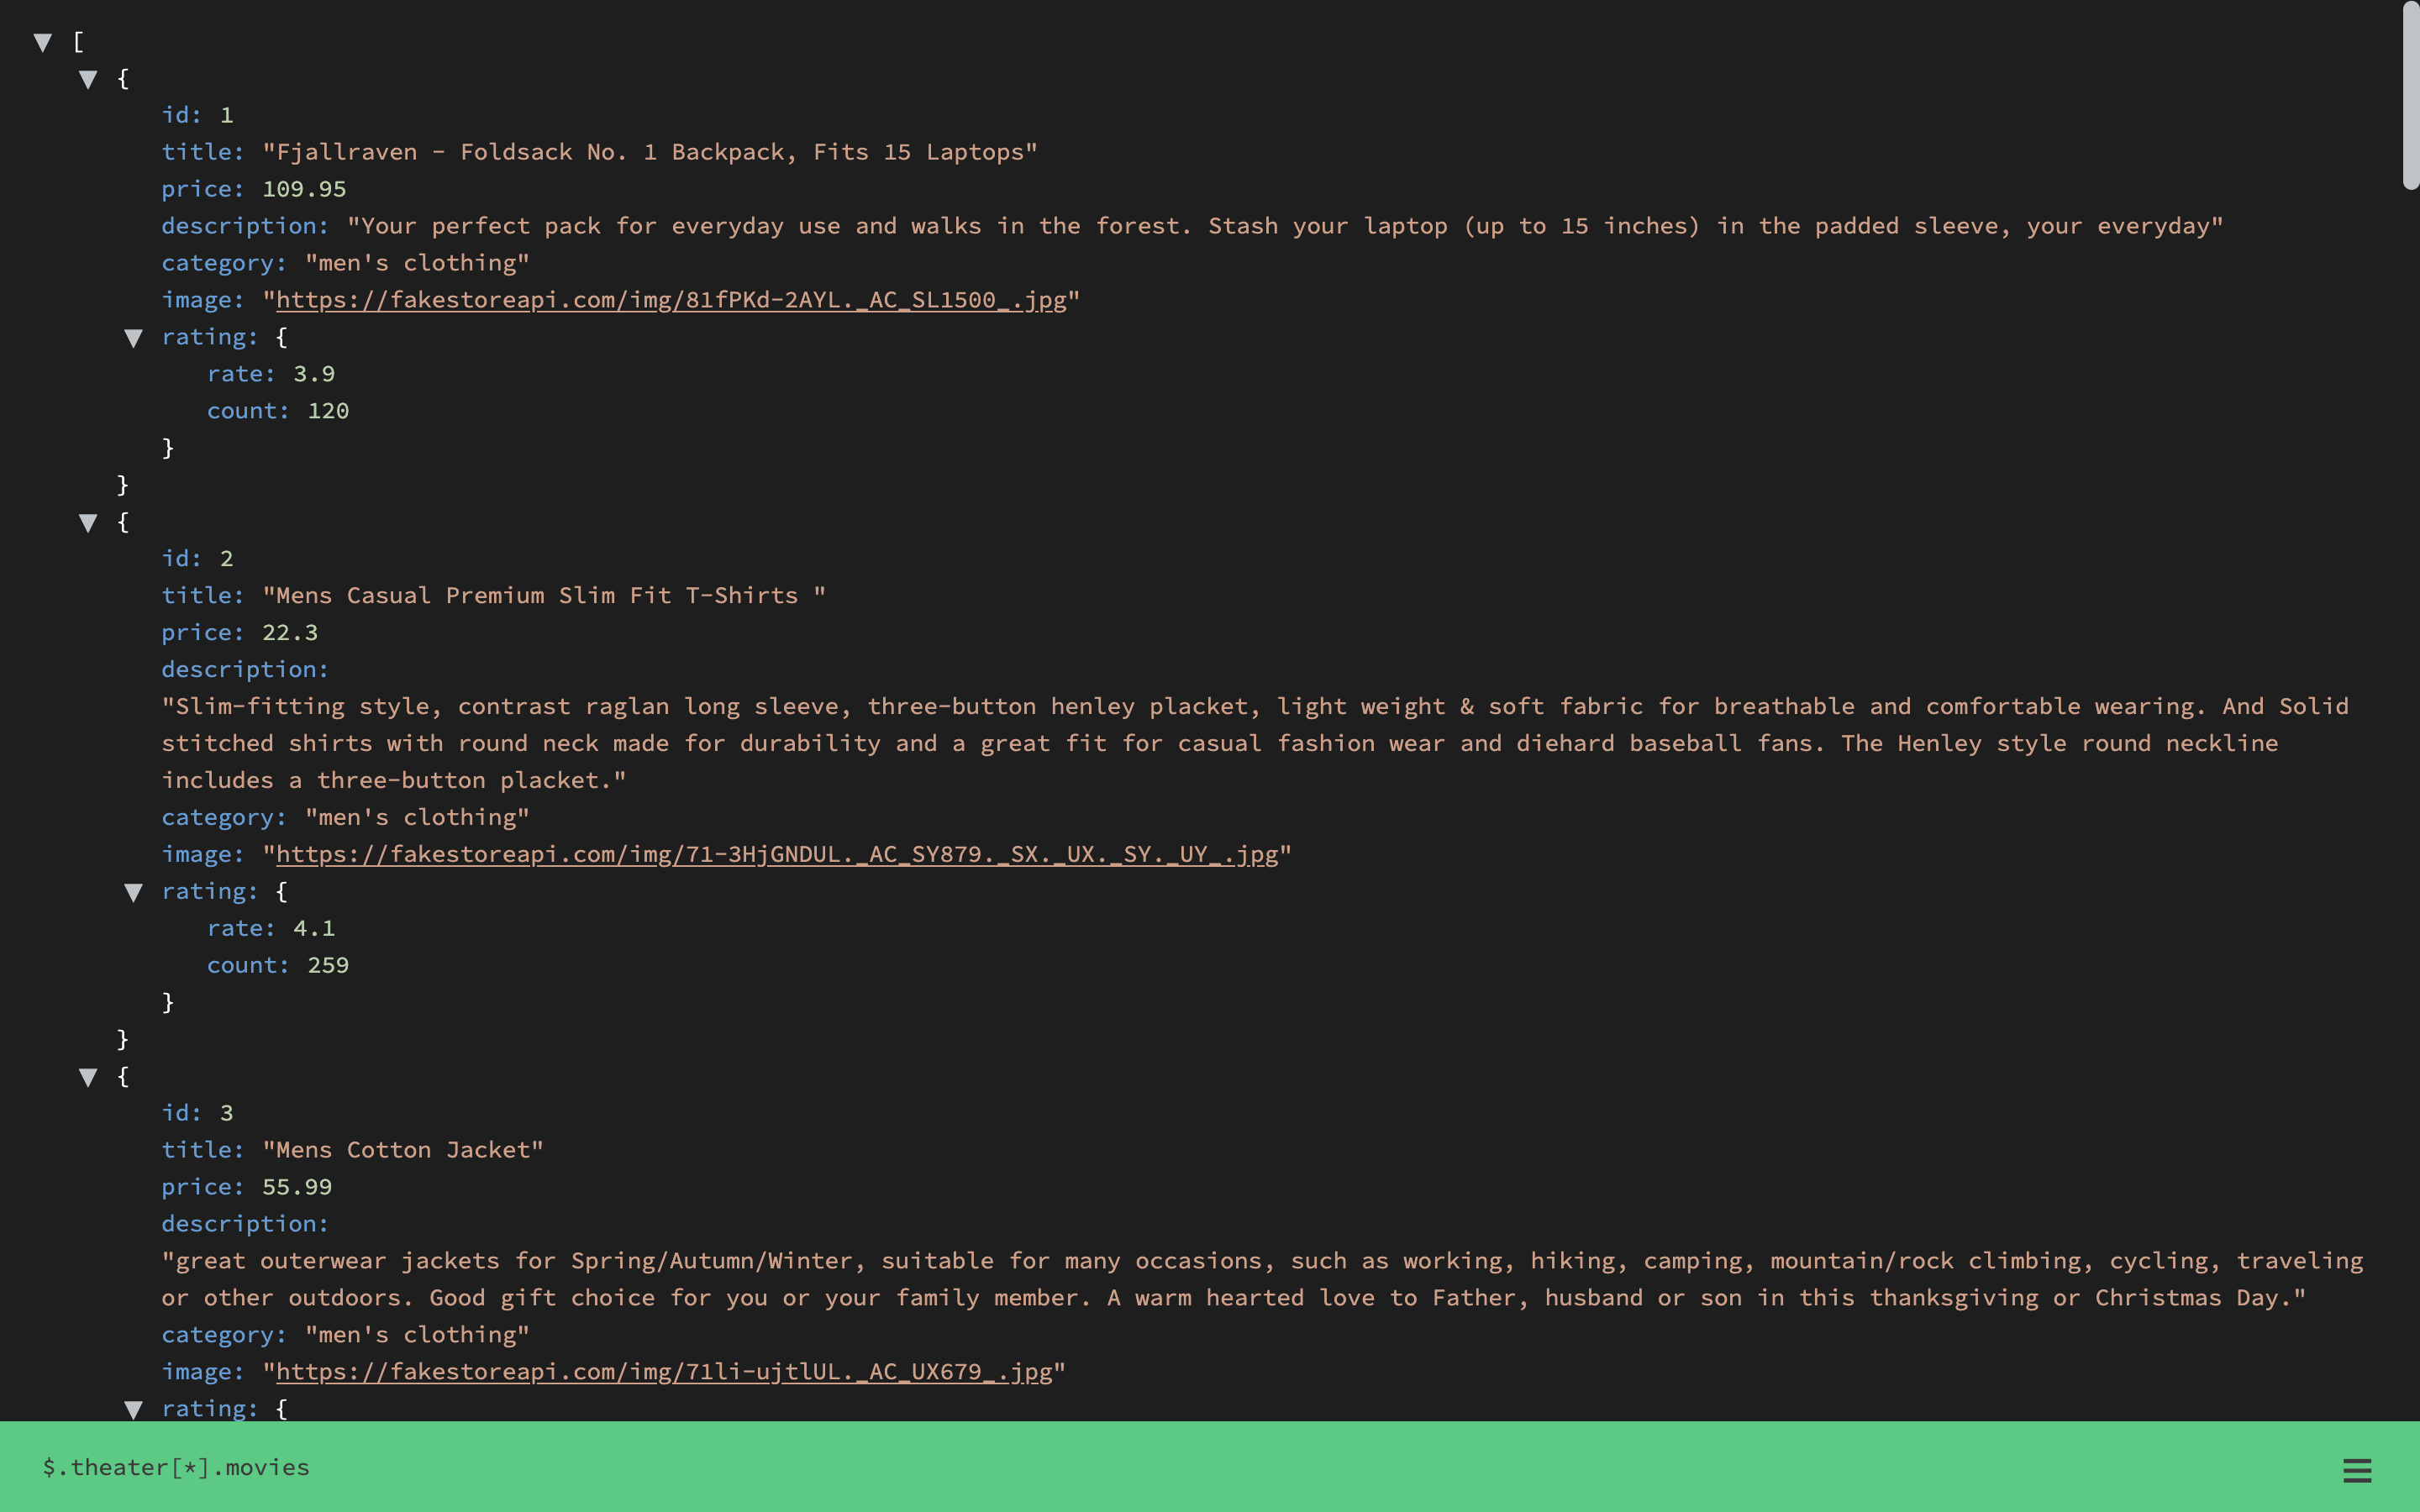 ▼ [
▼ {
id: 1
title: "Fjallraven - Foldsack No. 1 Backpack, Fits 15 Laptops"
price: 109.95
description: "Your perfect pack for everyday use and walks in the forest. Stash your laptop (up to 15 inches) in the padded sleeve, your everyday"
category: "men's clothing"
image: "https://fakestoreapi.com/img/81fPKd-2AYL._AC_SL1500_.jpg"
▼ rating: {
rate: 3.9
count: 120
}
}
▼ {
id: 2
title: "Mens Casual Premium Slim Fit T-Shirts "
price: 22.3
description:
"Slim-fitting style, contrast raglan long sleeve, three-button henley placket, light weight & soft fabric for breathable and comfortable wearing. And Solid
stitched shirts with round neck made for durability and a great fit for casual fashion wear and diehard baseball fans. The Henley style round neckline
includes a three-button placket."
category: "men's clothing"
image: "https://fakestoreapi.com/img/71-3HjGNDUL._AC_SY879._SX._UX._SY._UY_.jpg"
▼ rating: {
rate: 4.1
count: 259
}
}
▼ {
id: 3
title: "Mens Cotton Jacket"
price: 55.99
description:
"great outerwear jackets for Spring/Autumn/Winter, suitable for many occasions, such as working, hiking, camping, mountain/rock climbing, cycling, traveling
or other outdoors. Good gift choice for you or your family member. A warm hearted love to Father, husband or son in this thanksgiving or Christmas Day."
category: "men's clothing"
image: "https://fakestoreapi.com/img/71li-ujtlUL._AC_UX679_.jpg"
▼ rating: {
$.theater[*].movies